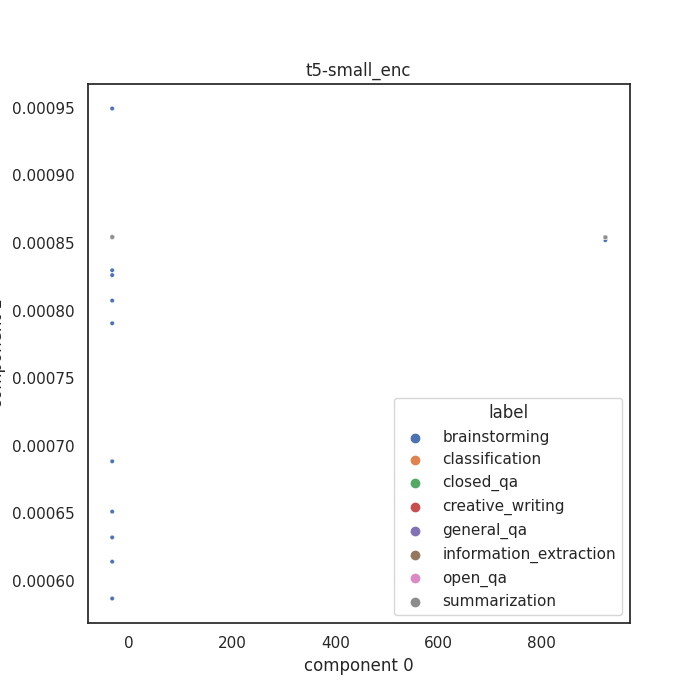 t5-small_enc
0.00095
0.00090
0.00085
0.00080
0.00075
0.00070
0.00065
0.00060
label
brainstorming
classification
closed_qa
creative_writing
general_qa
information_extraction
open_qa
summarization
0 200 400 600 800
component 0